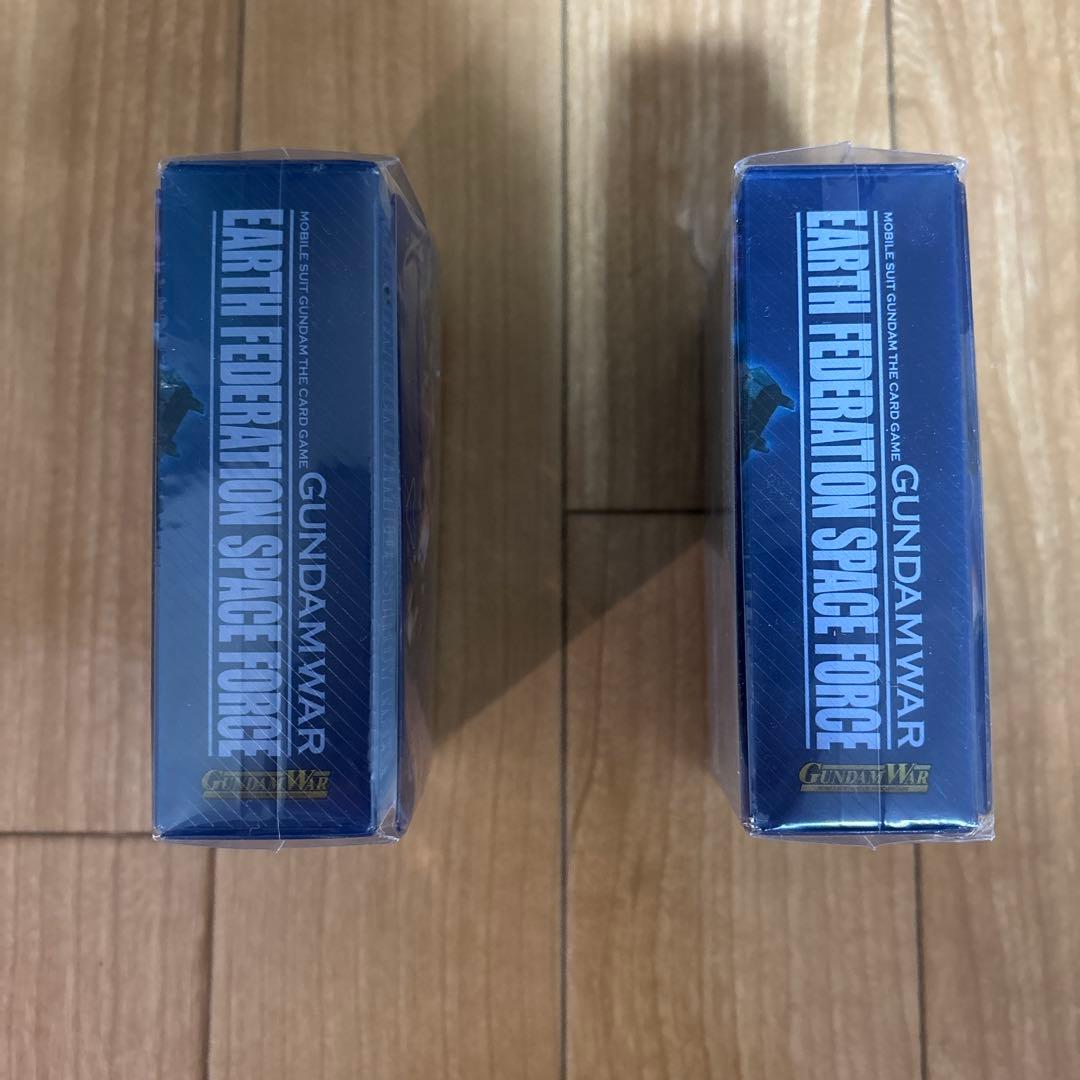 MOBILE SUIT GUNDAM THE CARD GAME GUNDAM WAR
EARTH FEDERATION SPACE FORCE
GUNDAM WAR
MOBILE SUIT GUNDAM THE CARD GAME GUNDAM WAR
EARTH FEDERATION SPACE FORCE
GUNDAM WAR